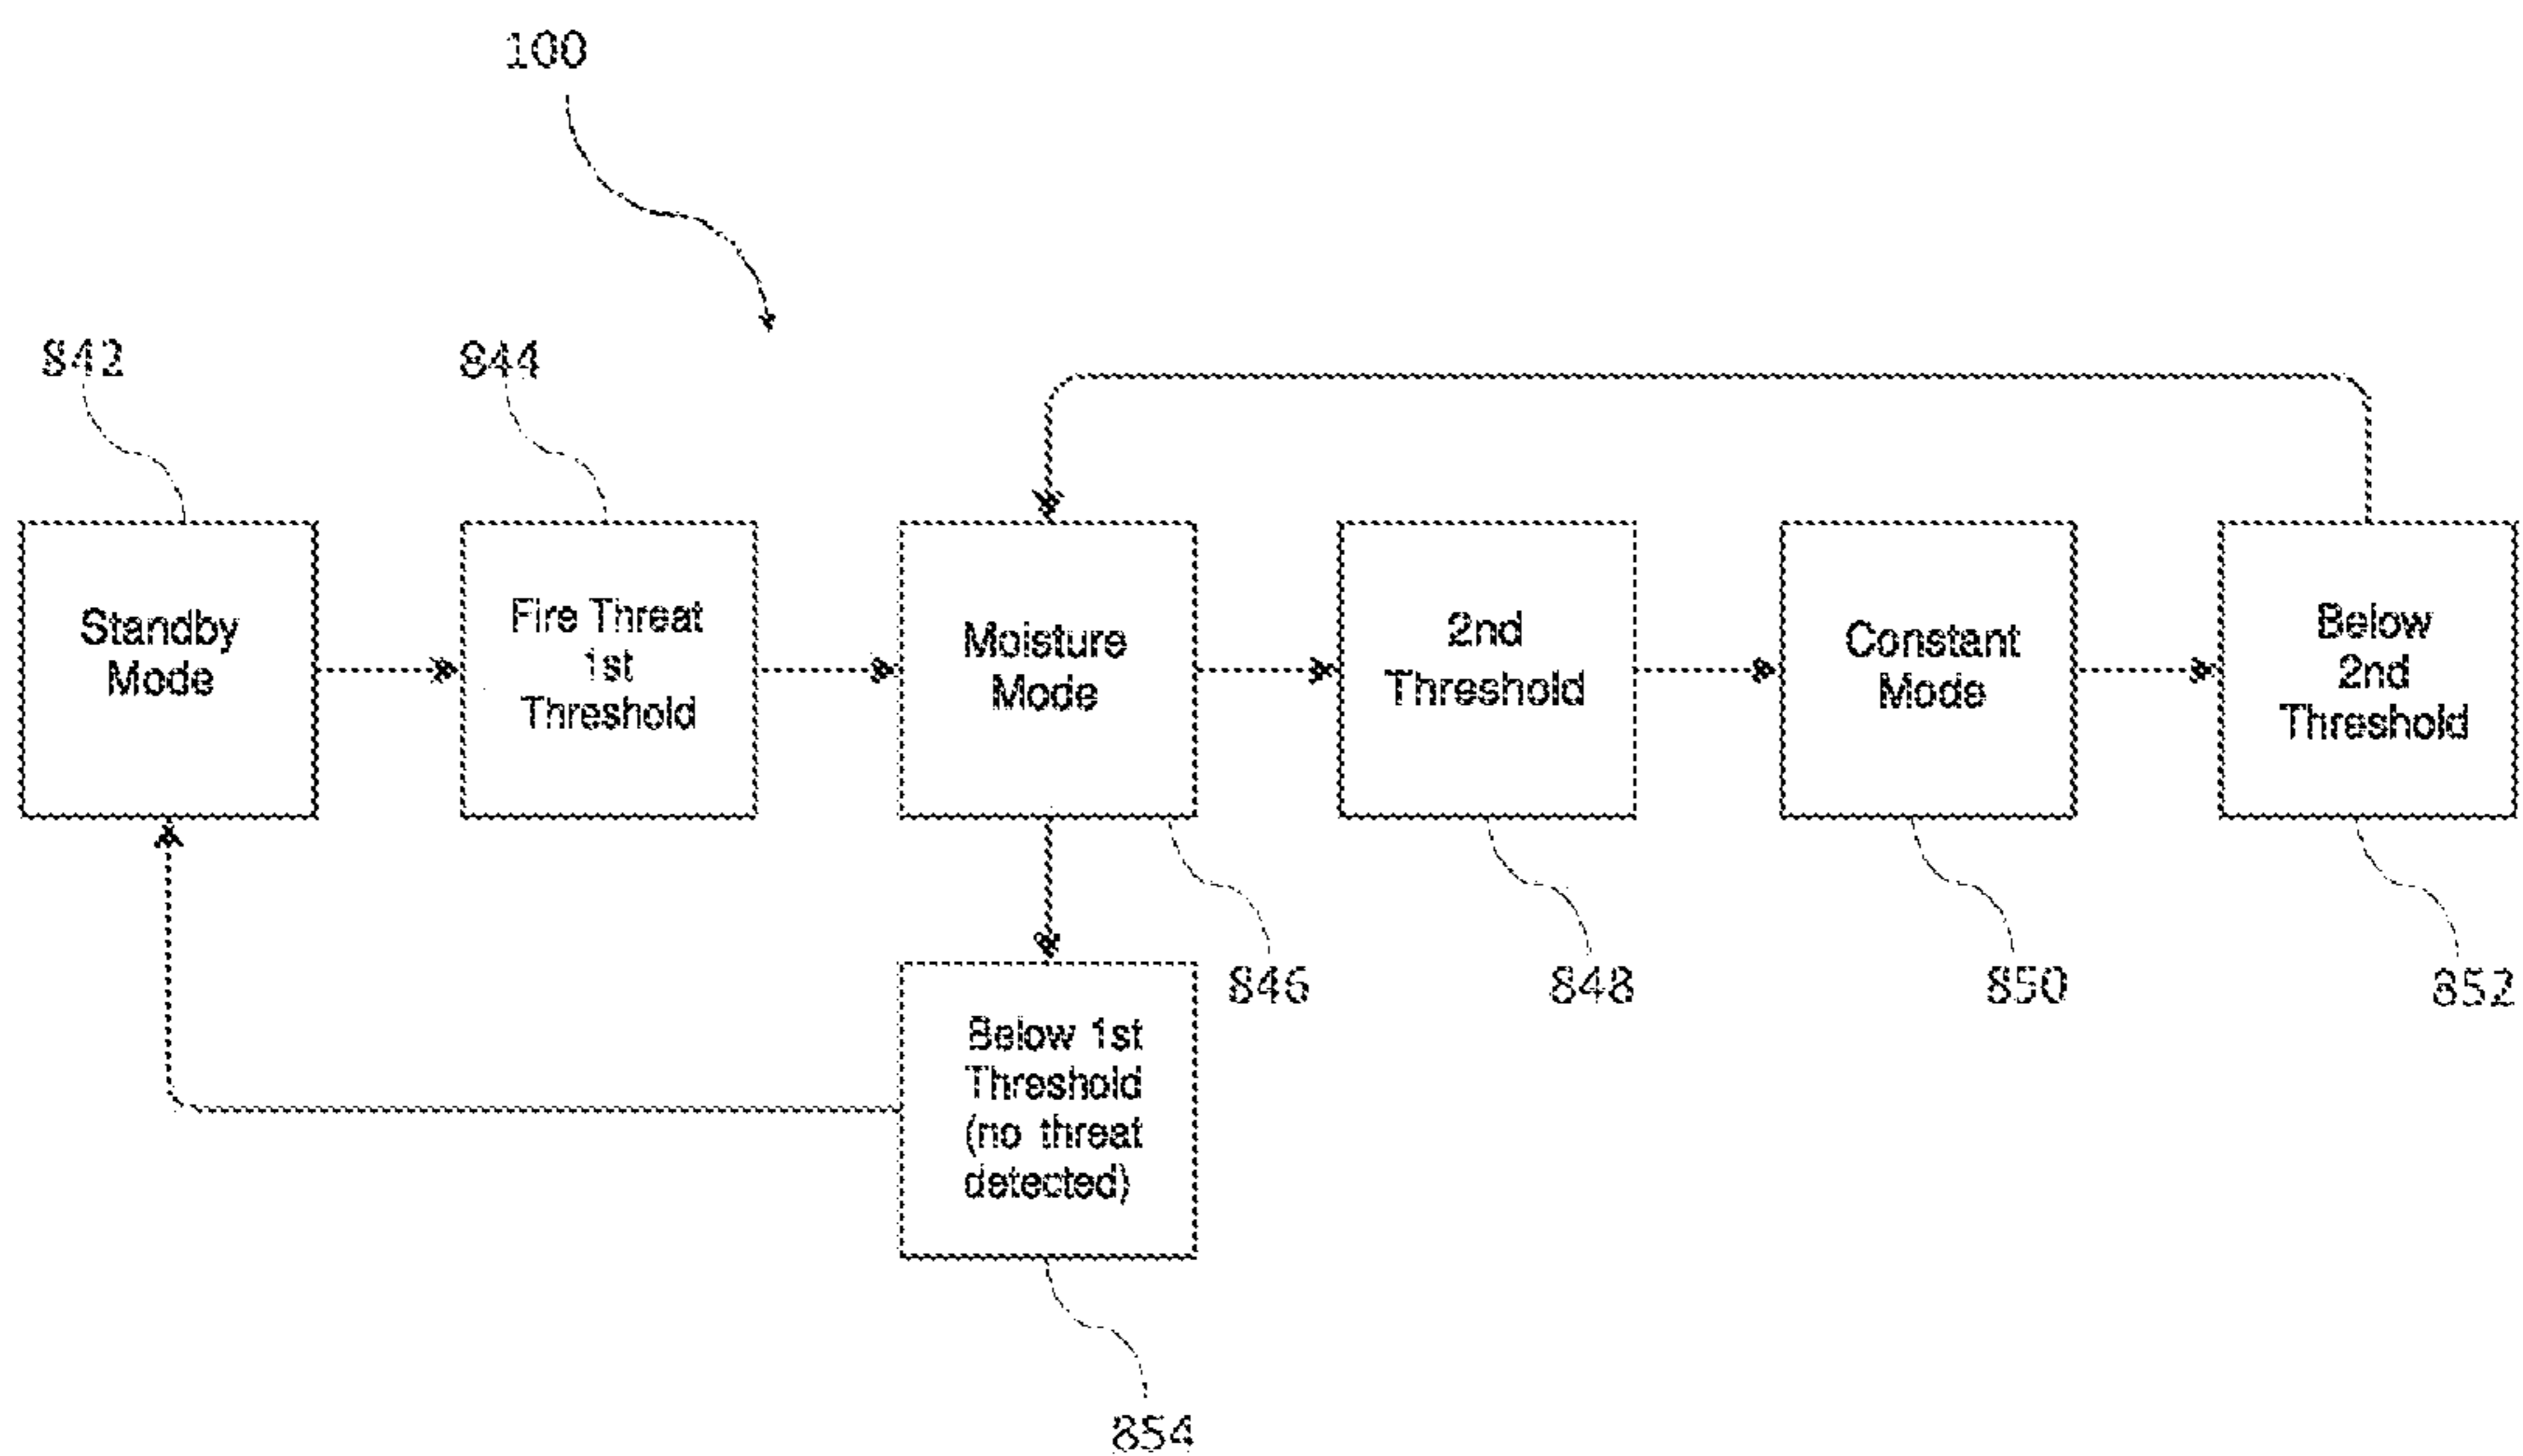 100
842
844
Standby
Mode
Fire Threat
1st
Threshold
Moisture
Mode
2nd
Threshold
Constant
Mode
Below
2nd
Threshold
846
848
850
852
Below 1st
Threshold
(no threat
detected)
854